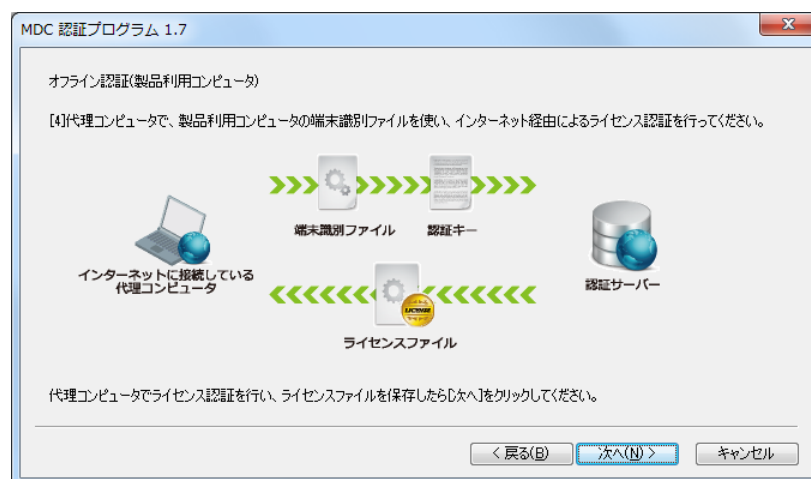 MDC 認証プログラム 1.7
オフライン認証(製品利用コンピュータ)
[4]代理コンピュータで、製品利用コンピュータの端末識別ファイルを使い、インターネット経由によるライセンス認証を行ってください。
端末識別ファイル 認証キー
インターネットに接続している
代理コンピュータ
認証サーバー
LICENSE
ライセンスファイル
代理コンピュータでライセンス認証を行い、ライセンスファイルを保存したら[次へ]をクリックしてください。
< 戻る(B) 次へ(N) > キャンセル